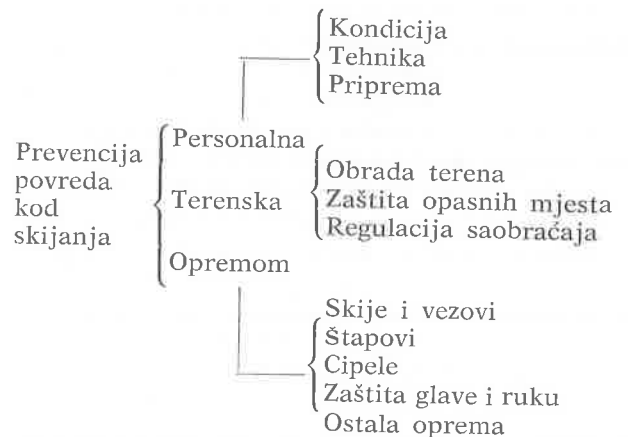 Kondicija
Tehnika
Priprema
Prevencija
povreda
kod
skijanja
Personalna
Terenska
Opremom
Obrada terena
Zaštita opasnih mjesta
Regulacija saobraćaja
Skije i vezovi
Štapovi
Cipele
Zaštita glave i ruku
Ostala oprema